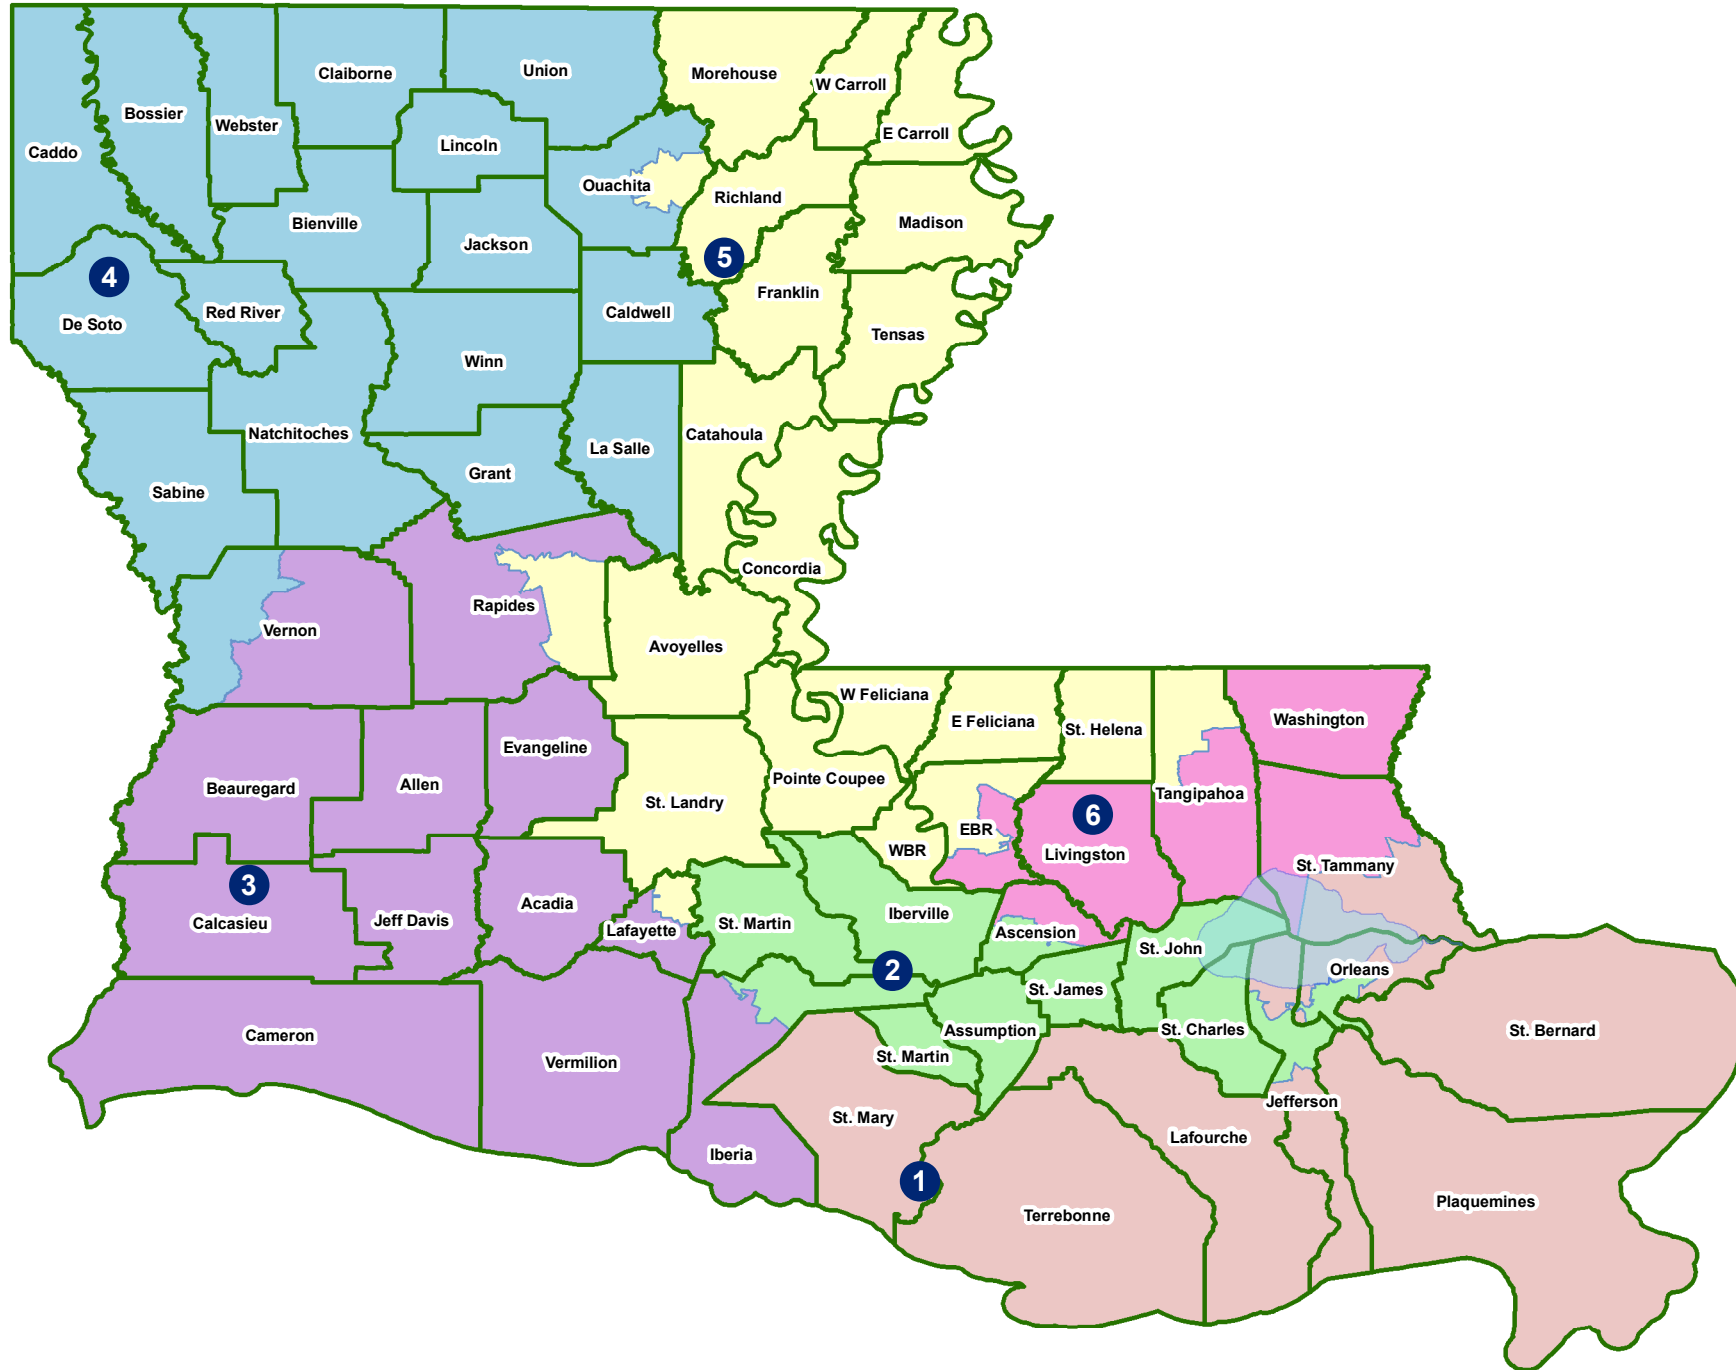 Claiborne
Union
Morehouse
W Carroll
Bossier
Webster
E Carroll
Lincoln
Caddo
Ouachita
Richland
Bienville
Madison
Jackson
5
4
Franklin
Red River
Caldwell
De Soto
Tensas
Winn
Natchitoches
Catahoula
La Salle
Grant
Sabine
Concordia
Rapides
Vernon
Avoyelles
W Feliciana
E Feliciana
Washington
St. Helena
Evangeline
Pointe Coupee
Allen
Beauregard
Tangipahoa
St. Landry
6
EBR
WBR
Livingston
St. Tammany
3
Acadia
Iberville
Jeff Davis
Calcasieu
St. Martin
Lafayette
Ascension
St. John
2
Orleans
St. James
Cameron
Assumption
St. Charles
St. Bernard
St. Martin
Vermilion
Jefferson
St. Mary
Lafourche
Iberia
1
Plaquemines
Terrebonne